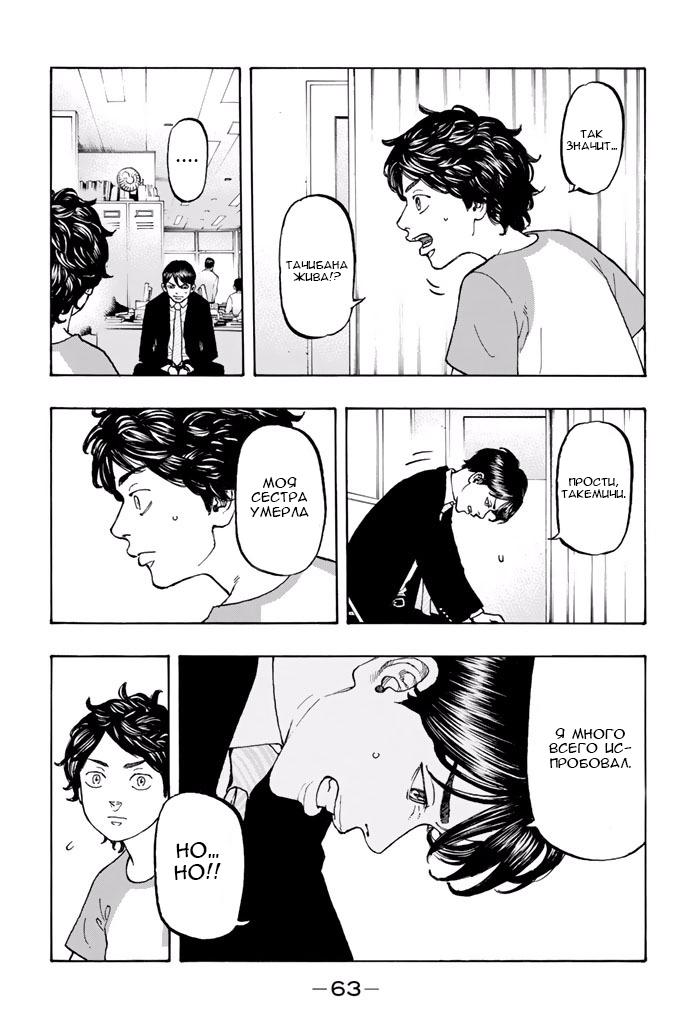 ТАК
ЗНАЧИТ...
ТАЧИБАНА
ЖИВА!?
....
ПРОСТИ,
ТАКЕМИЧИ.
МОЯ
СЕСТРА
УМЕРЛА
Я МНОГО
ВСЕГО ИС-
ПРОБОВАЛ.
НО...
НО!!
—63—